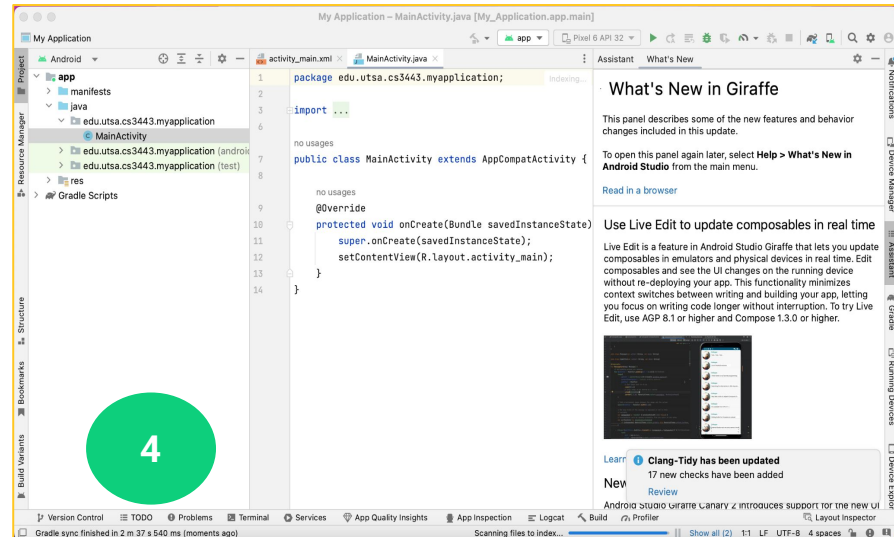 My Application – MainActivity.java [My_Application.app.main]
My Application
app
Pixel 6 API 32
Project
Resource Manager
Structure
Bookmarks
Build Variants
Android
app
manifests
java
edu.utsa.cs3443.myapplication
MainActivity
edu.utsa.cs3443.myapplication (androic
edu.utsa.cs3443.myapplication (test)
res
Gradle Scripts
4
activity_main.xml
MainActivity.java
Indexing...
1 package edu.utsa.cs3443.myapplication;
2
3 import ...
6
no usages
7 public class MainActivity extends AppCompatActivity {
8
no usages
9 @Override
10 protected void onCreate(Bundle savedInstanceState)
11 super.onCreate(savedInstanceState);
12 setContentView(R.layout.activity_main);
13 }
14 }
Assistant What's New
What's New in Giraffe
This panel describes some of the new features and behavior
changes included in this update.
To open this panel again later, select Help > What's New in
Android Studio from the main menu.
Read in a browser
Use Live Edit to update composables in real time
Live Edit is a feature in Android Studio Giraffe that lets you update
composables in emulators and physical devices in real time. Edit
composables and see the UI changes on the running device
without re-deploying your app. This functionality minimizes
context switches between writing and building your app, letting
you focus on writing code longer without interruption. To try Live
Edit, use AGP 8.1 or higher and Compose 1.3.0 or higher.
Learn
New
Android Studio Giraffe Canary 2 introduces support for the new UI
Clang-Tidy has been updated
17 new checks have been added
Review
Notifications
Device Manager
Assistant
Gradle
Running Devices
Device Explor
Version Control TODO Problems Terminal Services App Quality Insights App Inspection Logcat Build Profiler Layout Inspector
Gradle sync finished in 2 m 37 s 540 ms (moments ago) Scanning files to index... Show all (2) 1:1 LF UTF-8 4 spaces